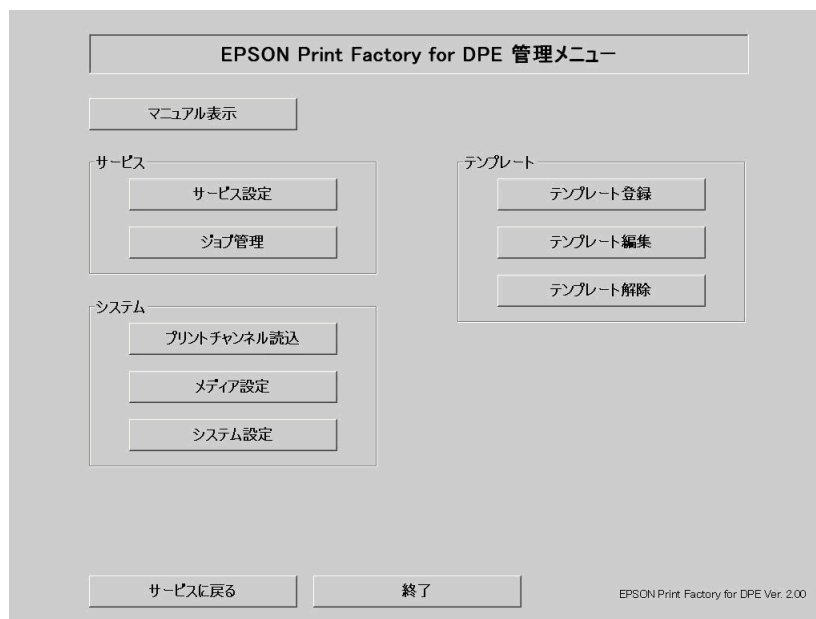 EPSON Print Factory for DPE 管理メニュー
マニュアル表示
サービス
サービス設定
ジョブ管理
システム
プリントチャンネル読込
メディア設定
システム設定
テンプレート
テンプレート登録
テンプレート編集
テンプレート解除
サービスに戻る
終了
EPSON Print Factory for DPE Ver. 2.00